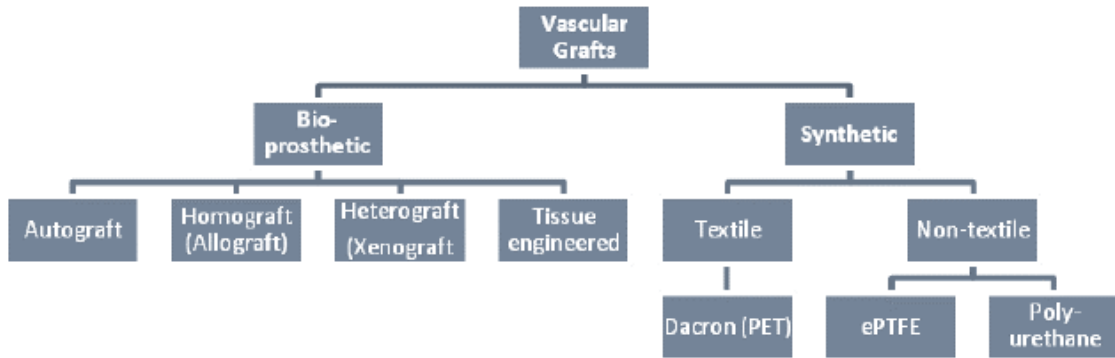 Vascular
Grafts
Bio-
prosthetic
Synthetic
Autograft
Homograft
(Allograft)
Heterograft
(Xenograft
Tissue
engineered
Textile
Non-textile
Dacron (PET)
ePTFE
Poly-
urethane